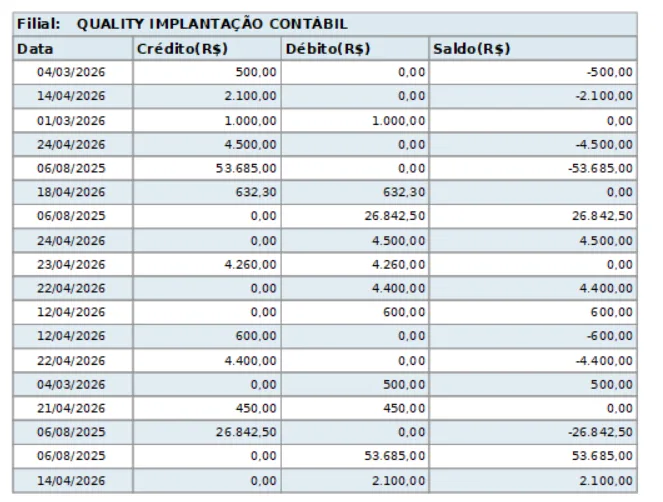 Filial: QUALITY IMPLANTAÇÃO CONTÁBIL
Data Crédito(R$) Débito(R$) Saldo(R$)
04/03/2026 500,00 0,00 -500,00
14/04/2026 2.100,00 0,00 -2.100,00
01/03/2026 1.000,00 1.000,00 0,00
24/04/2026 4.500,00 0,00 -4.500,00
06/08/2025 53.685,00 0,00 -53.685,00
18/04/2026 632,30 632,30 0,00
06/08/2025 0,00 26.842,50 26.842,50
24/04/2026 0,00 4.500,00 4.500,00
23/04/2026 4.260,00 4.260,00 0,00
22/04/2026 0,00 4.400,00 4.400,00
12/04/2026 0,00 600,00 600,00
12/04/2026 600,00 0,00 -600,00
22/04/2026 4.400,00 0,00 -4.400,00
04/03/2026 0,00 500,00 500,00
21/04/2026 450,00 450,00 0,00
06/08/2025 26.842,50 0,00 -26.842,50
06/08/2025 0,00 53.685,00 53.685,00
14/04/2026 0,00 2.100,00 2.100,00